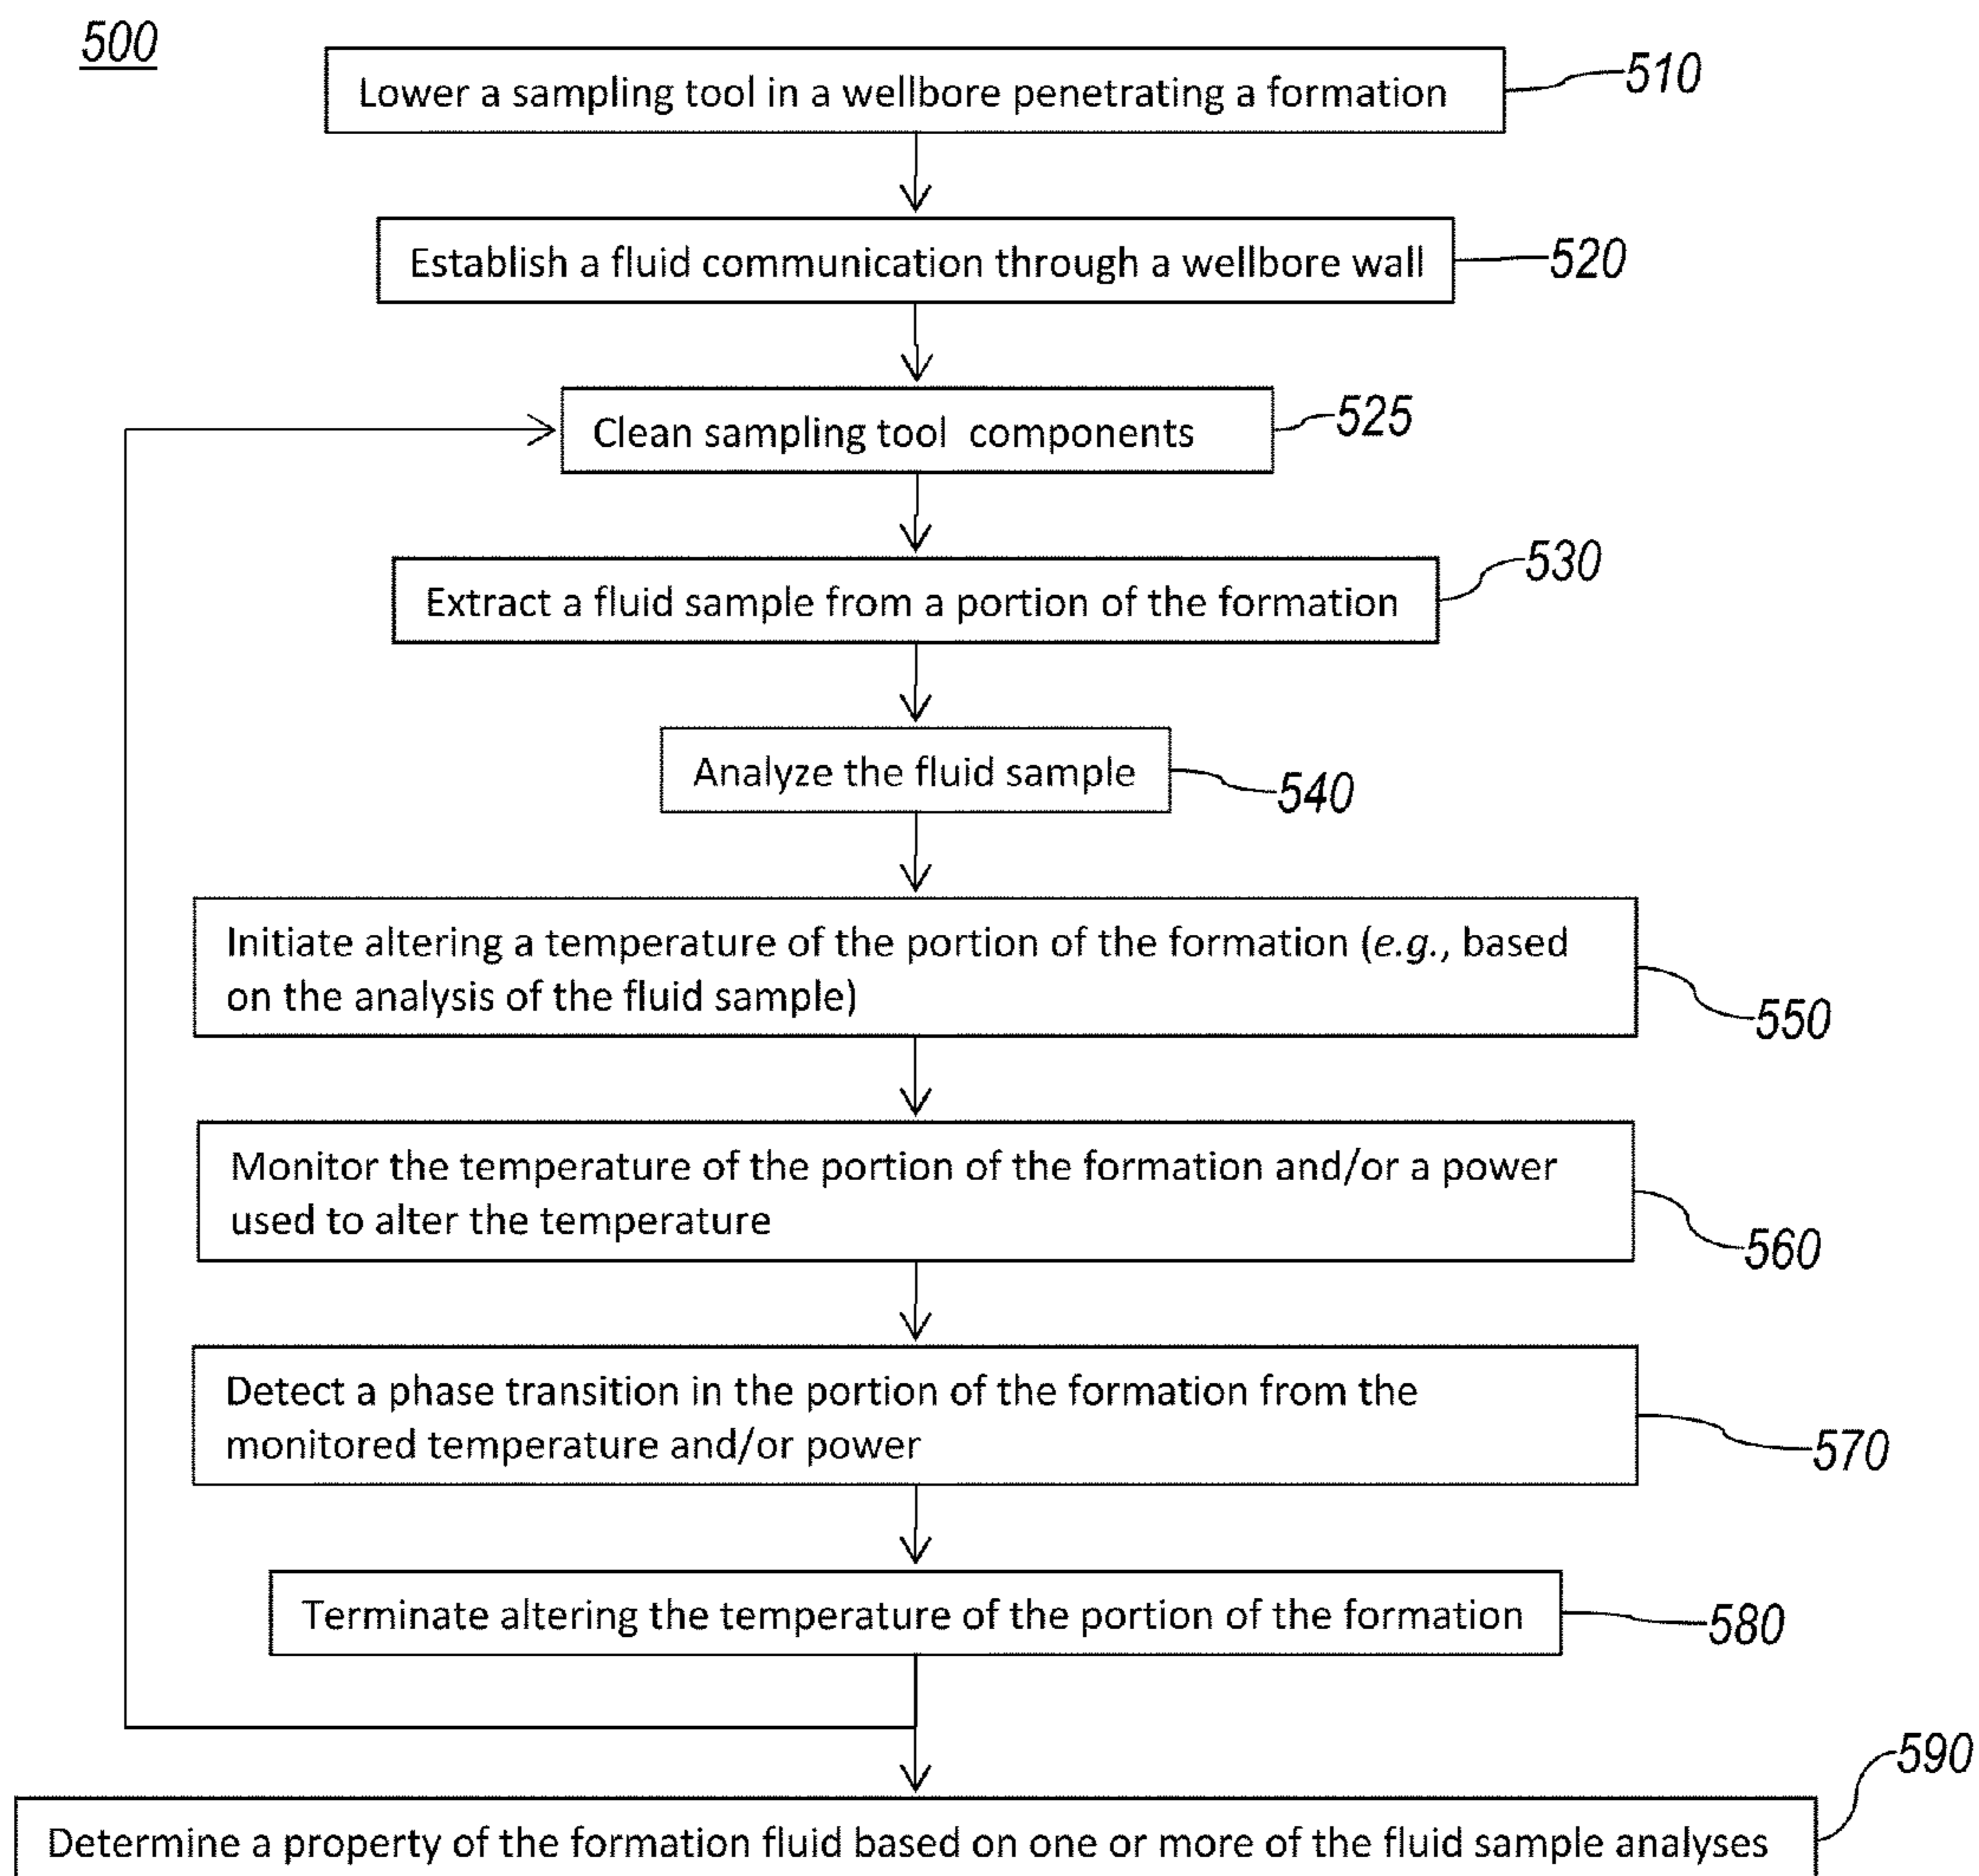 500
Lower a sampling tool in a wellbore penetrating a formation
510
Establish a fluid communication through a wellbore wall
520
Clean sampling tool components
525
Extract a fluid sample from a portion of the formation
530
Analyze the fluid sample
540
Initiate altering a temperature of the portion of the formation (e.g., based
on the analysis of the fluid sample)
550
Monitor the temperature of the portion of the formation and/or a power
used to alter the temperature
560
Detect a phase transition in the portion of the formation from the
monitored temperature and/or power
570
Terminate altering the temperature of the portion of the formation
580
Determine a property of the formation fluid based on one or more of the fluid sample analyses
590